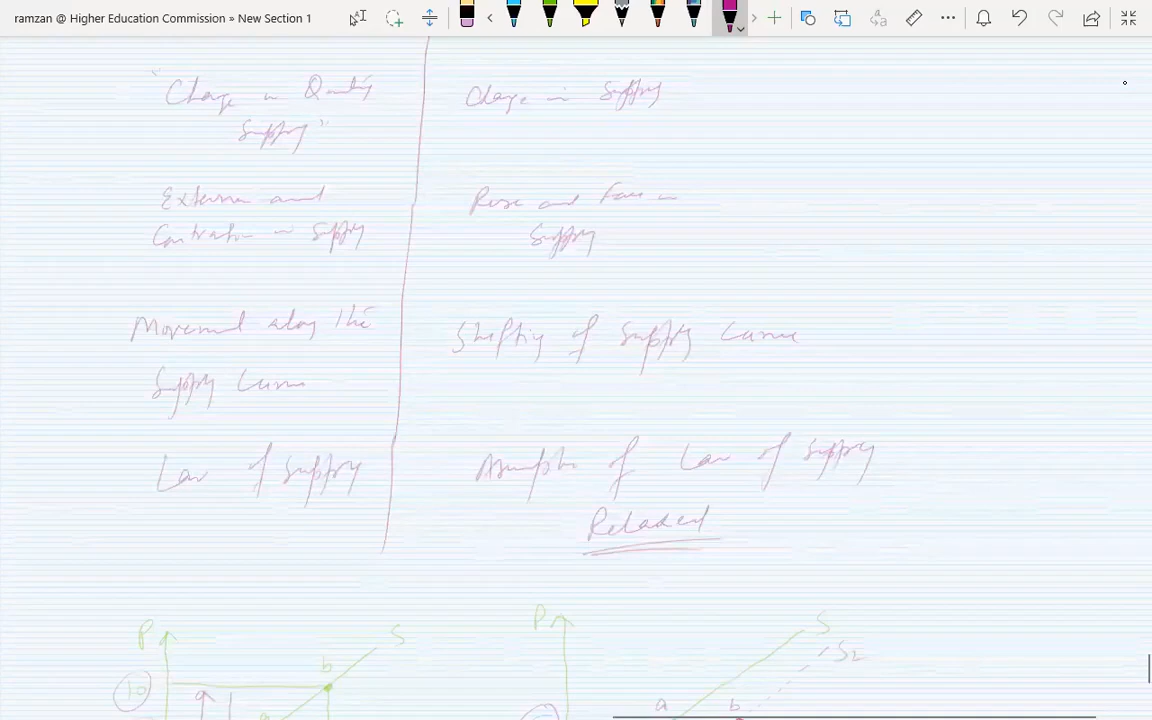 ramzan @ Higher Education Commission » New Section 1
"Change in Quantity
Supply"
Extension and
Contraction in Supply
Movement along the
Supply Curve
Law of Supply
Change in Supply
Rise and Fall in
Supply
Shifting of Supply Curve
Assumption of Law of Supply
Relaxed
P
S
b
10
a
P
S
S2
a b